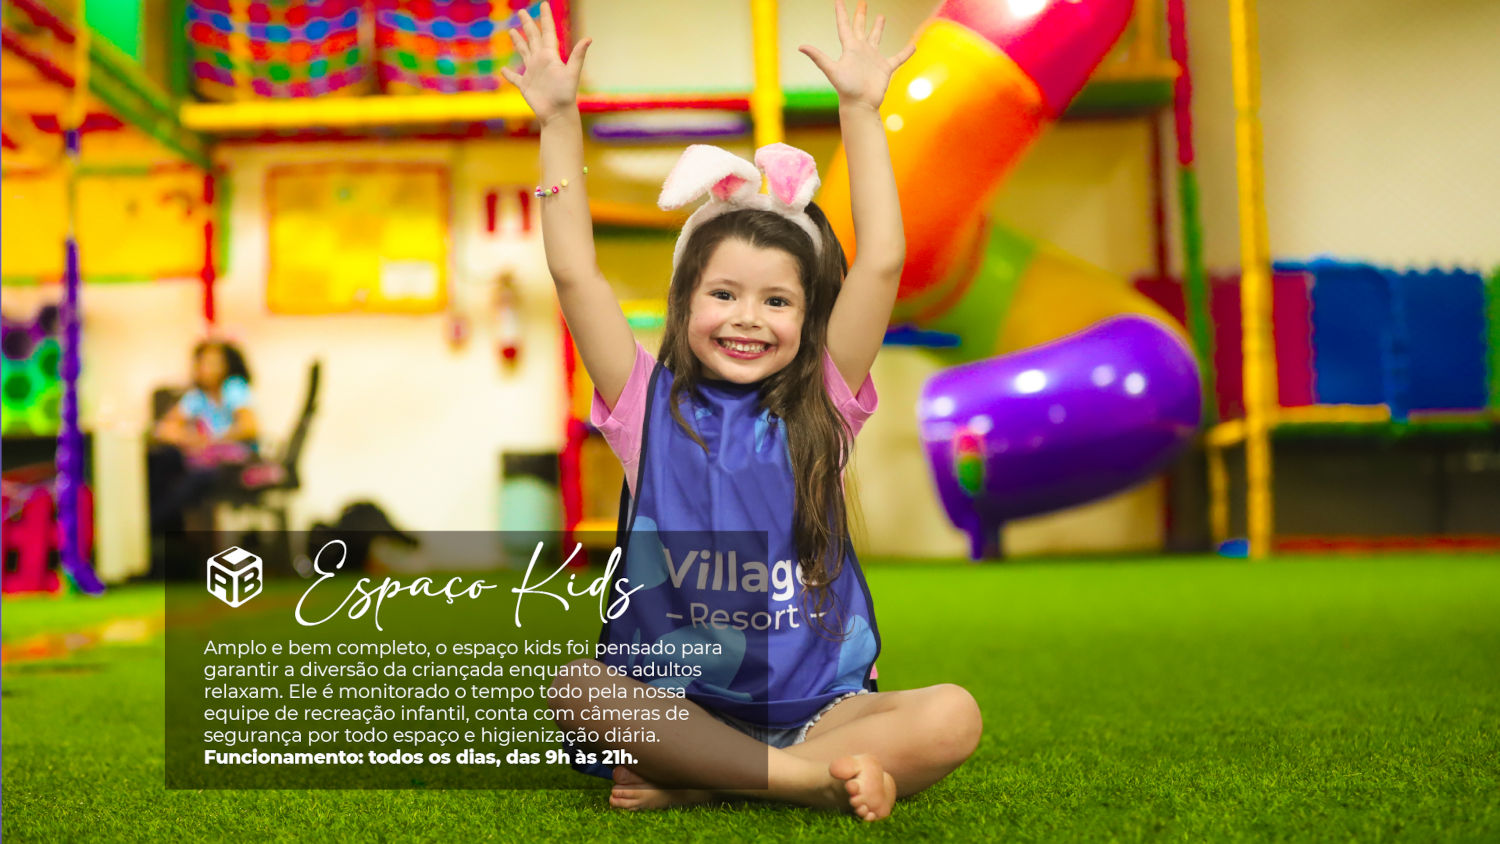 AB
Espaço Kids
Village
– Resort –
Amplo e bem completo, o espaço kids foi pensado para
garantir a diversão da criançada enquanto os adultos
relaxam. Ele é monitorado o tempo todo pela nossa
equipe de recreação infantil, conta com câmeras de
segurança por todo espaço e higienização diária.
Funcionamento: todos os dias, das 9h às 21h.